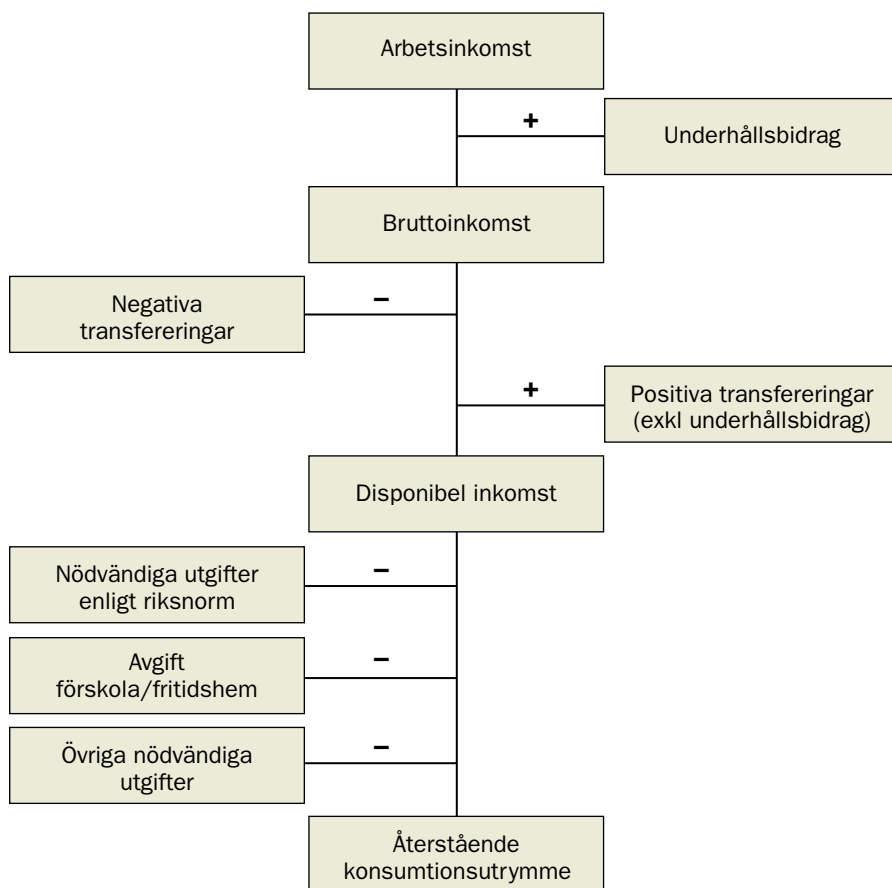 Arbetsinkomst
+
Underhållsbidrag
Bruttoinkomst
–
Negativa
transfereringar
+
Positiva transfereringar
(exkl underhållsbidrag)
Disponibel inkomst
–
Nödvändiga utgifter
enligt riksnorm
–
Avgift
förskola/fritidshem
–
Övriga nödvändiga
utgifter
Återstående
konsumtionsutrymme